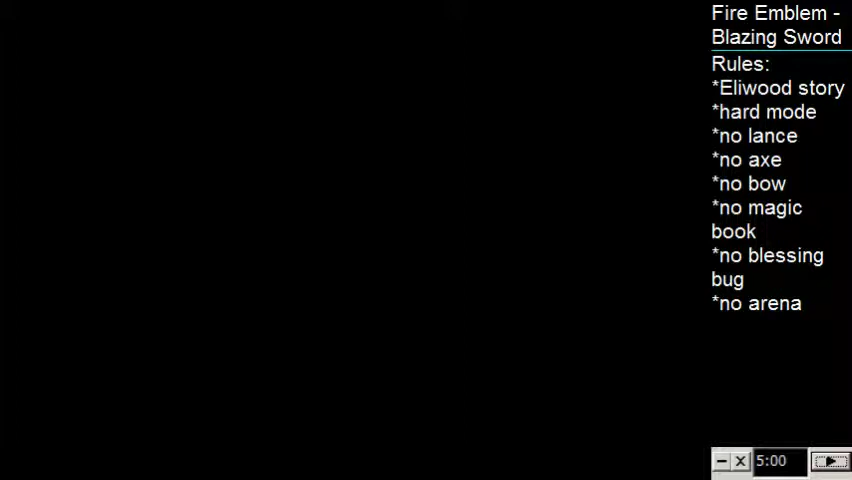 Fire Emblem -
Blazing Sword
Rules:
*Eliwood story
*hard mode
*no lance
*no axe
*no bow
*no magic
book
*no blessing
bug
*no arena
5:00